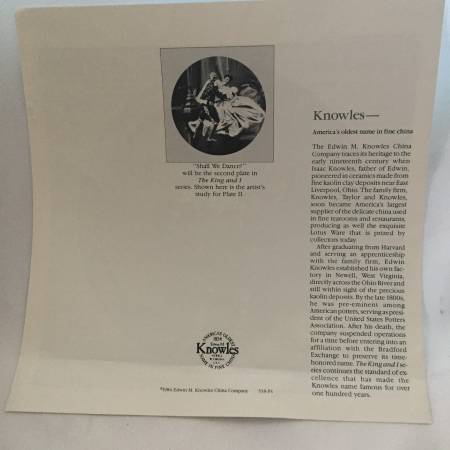 "Shall We Dance?"
will be the second plate in
The King and I
series. Shown here is the artist's
study for Plate II.
Knowles—
America's oldest name in fine china
The Edwin M. Knowles China
Company traces its heritage to the
early nineteenth century when
Isaac Knowles, father of Edwin,
pioneered in ceramics made from
fine kaolin clay deposits near East
Liverpool, Ohio. The family firm,
Knowles, Taylor and Knowles,
soon became America's largest
supplier of the delicate china used
in fine tearooms and restaurants,
producing as well the exquisite
Lotus Ware that is prized by
collectors today.
After graduating from Harvard
and serving an apprenticeship
with the family firm, Edwin
Knowles established his own fac-
tory in Newell, West Virginia,
directly across the Ohio River and
still within sight of the precious
kaolin deposits. By the late 1800s,
he was pre-eminent among
American potters, serving as presi-
dent of the United States Potters
Association. After his death, the
company suspended operations
for a time before entering into an
affiliation with the Bradford
Exchange to preserve its time-
honored name. The King and I se-
ries continues the standard of ex-
cellence that has made the
Knowles name famous for over
one hundred years.
AMERICA'S OLDEST
Edwin M.
Knowles
NAME IN FINE CHINA
Edwin M. Knowles China Company